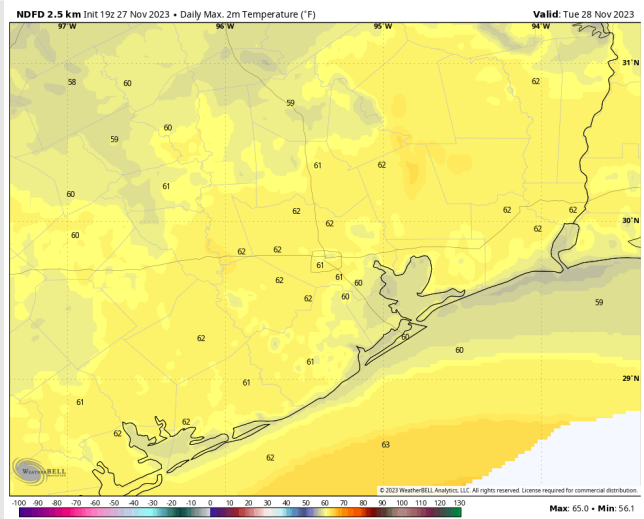 NDFD 2.5 km Init 19z 27 Nov 2023 • Daily Max. 2m Temperature (°F)
Valid: Tue 28 Nov 2023
97°W 96°W 95°W 94°W
31°N
58 60 62
59
60
59
61 62
61
60
62 62 62
30°N
62 62
60
62 62
61
61
62 60
62 60
59
60
62
60
61
29°N
61
61
62
62
63
62
WEATHERBELL
© 2023 WeatherBELL Analytics, LLC. All rights reserved. License required for commercial distribution.
-100 -90 -80 -70 -60 -50 -40 -30 -20 -10 0 10 20 30 40 50 60 70 80 90 100 110 120 130
Max: 65.0 • Min: 56.1